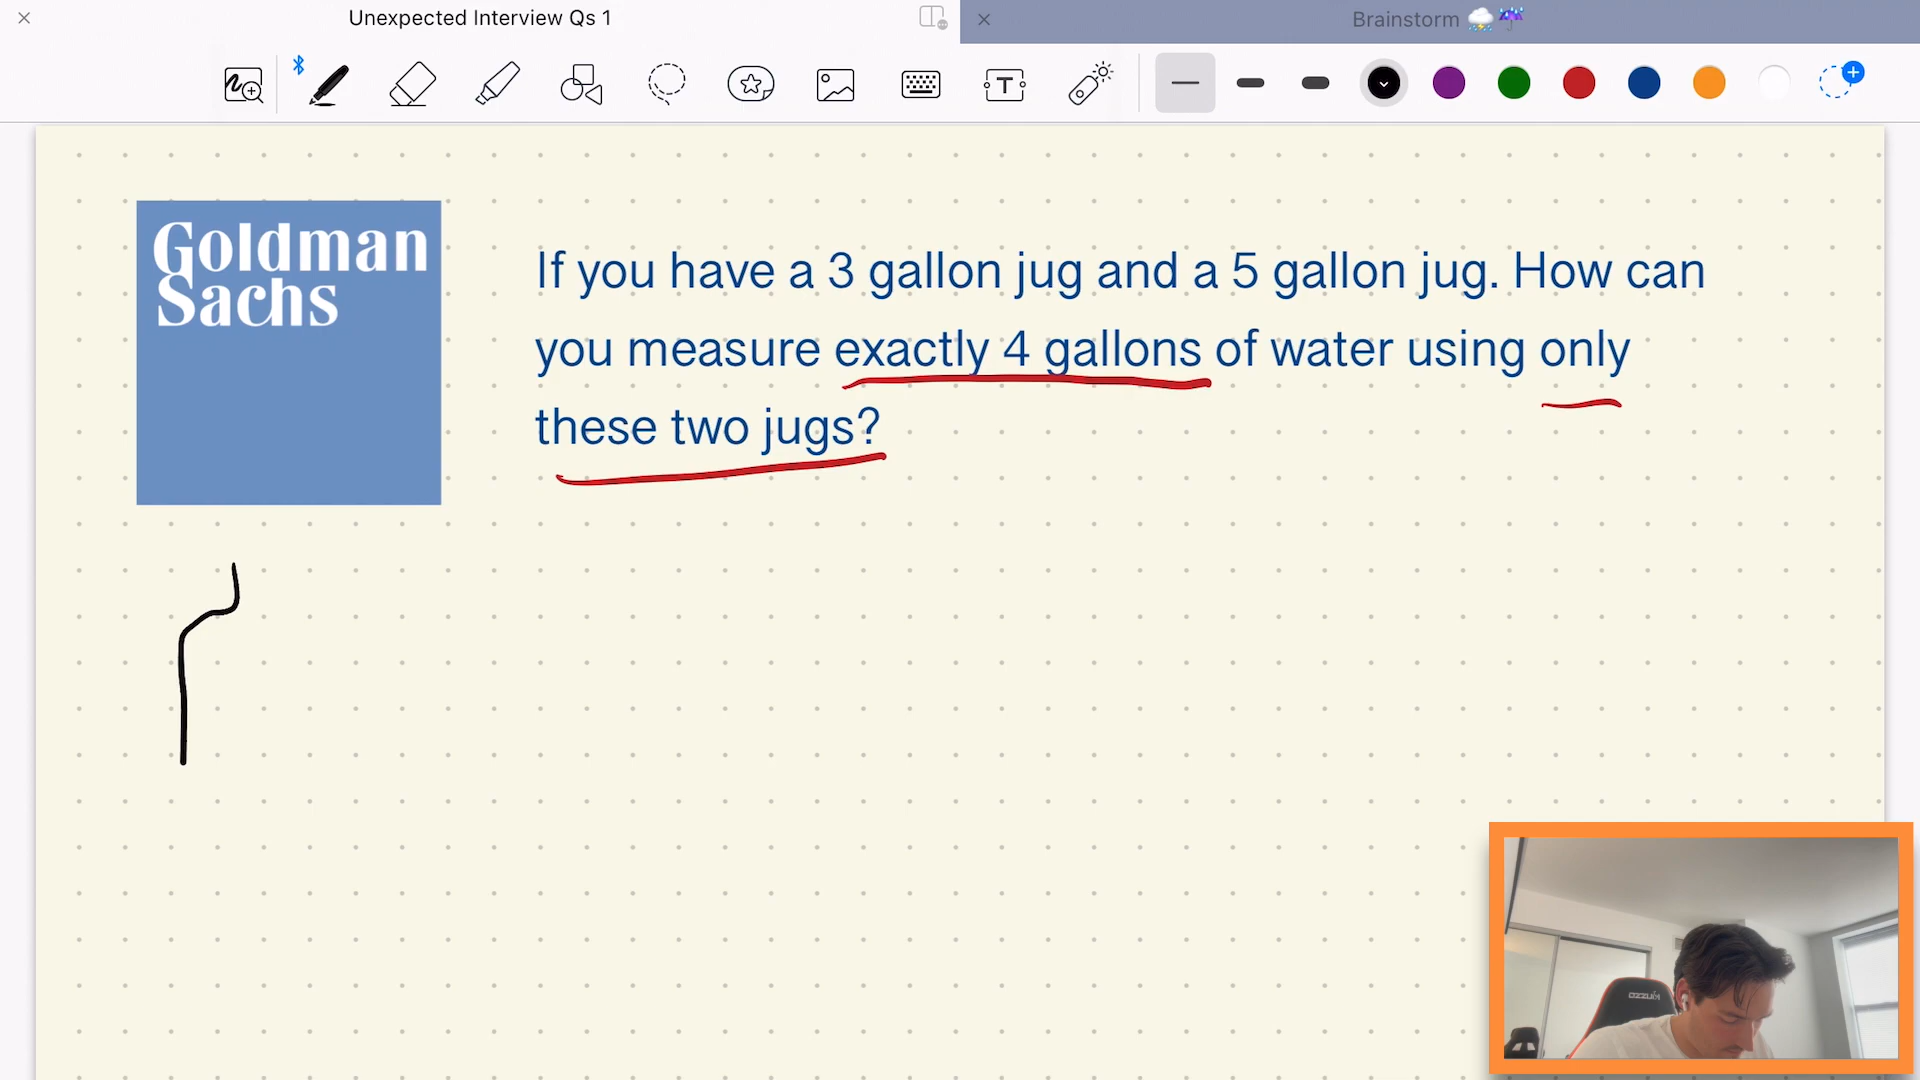 Unexpected Interview Qs 1
Brainstorm
T
Goldman
Sachs
If you have a 3 gallon jug and a 5 gallon jug. How can
you measure exactly 4 gallons of water using only
these two jugs?